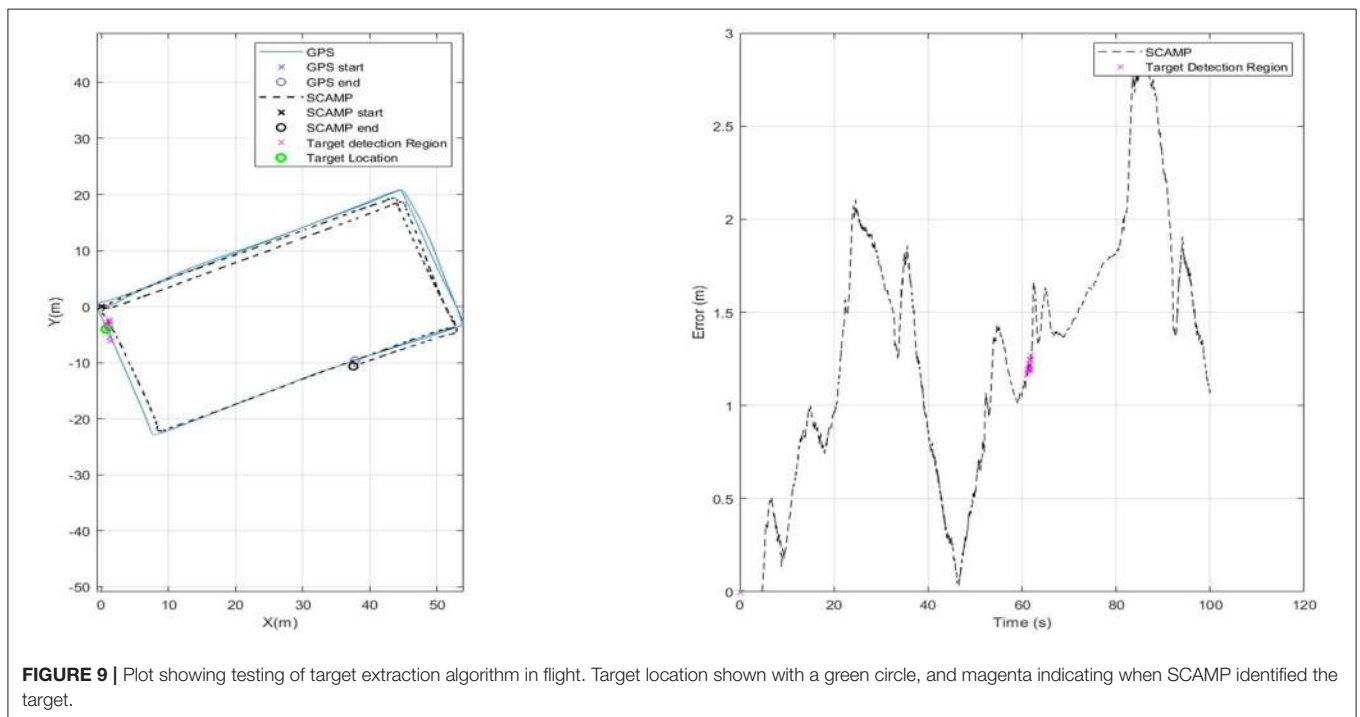 GPS
GPS start
GPS end
SCAMP
SCAMP start
SCAMP end
Target detection Region
Target Location
40
30
20
10
0
-10
-20
-30
-40
-50
Y(m)
0 10 20 30 40 50
X(m)
SCAMP
Target Detection Region
3
2.5
2
1.5
1
0.5
0
Error (m)
0 20 40 60 80 100 120
Time (s)
FIGURE 9 | Plot showing testing of target extraction algorithm in flight. Target location shown with a green circle, and magenta indicating when SCAMP identified the
target.